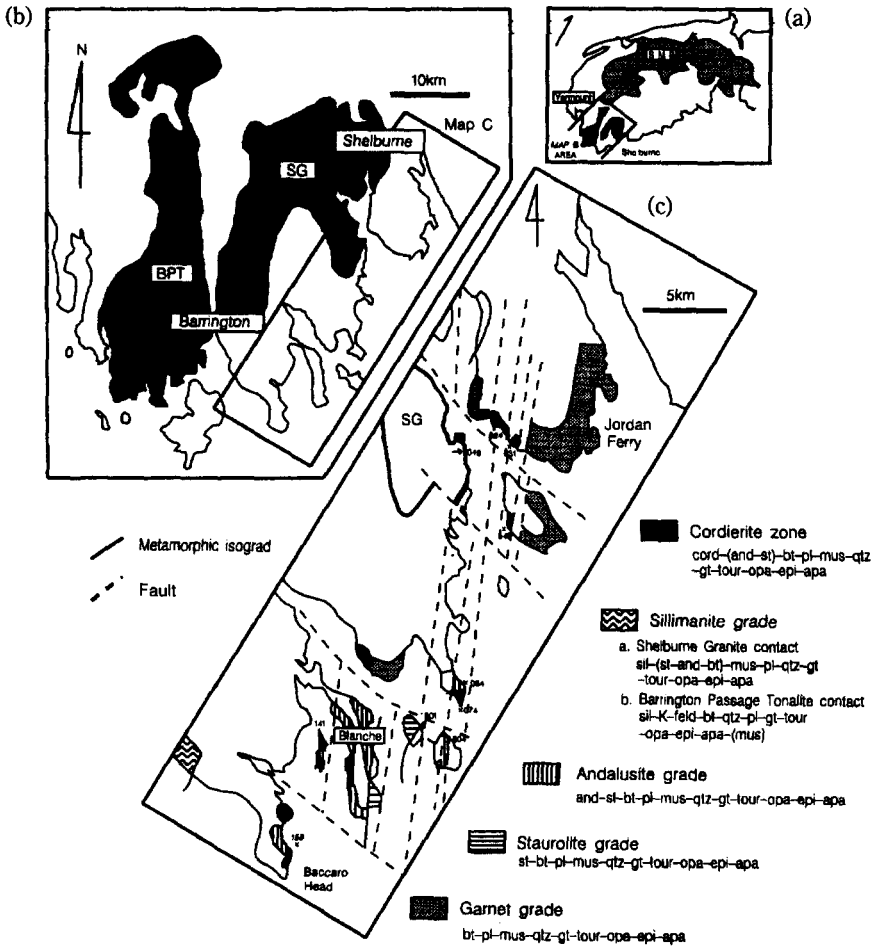 (b)
N
10km
Map C
Shelburne
SG
BPT
Barrington
(a)
Yarmouth
MAP B
AREA
Shelburne
(c)
5km
SG
Jordan
Ferry
Metamorphic isograd
Fault
141
Blanche
Baccaro
Head
Cordierite zone
cord–(and–st)–bt–pl–mus–qtz
–gt–tour–opa–epi–apa
Sillimanite grade
a. Shelburne Granite contact
sil–(st–and–bt)–mus–pl–qtz–gt
–tour–opa–epi–apa
b. Barrington Passage Tonalite contact
sil–K–feld–bt–qtz–pl–gt–tour
–opa–epi–apa–(mus)
Andalusite grade
and–st–bt–pl–mus–qtz–gt–tour–opa–epi–apa
Staurolite grade
st–bt–pl–mus–qtz–gt–tour–opa–epi–apa
Garnet grade
bt–pl–mus–qtz–gt–tour–opa–epi–apa